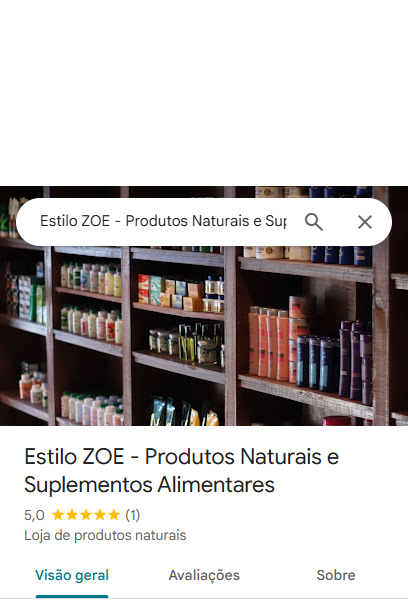 Estilo ZOE - Produtos Naturais e Sup
Estilo ZOE - Produtos Naturais e
Suplementos Alimentares
5,0 ★★★★★ (1)
Loja de produtos naturais
Visão geral Avaliações Sobre